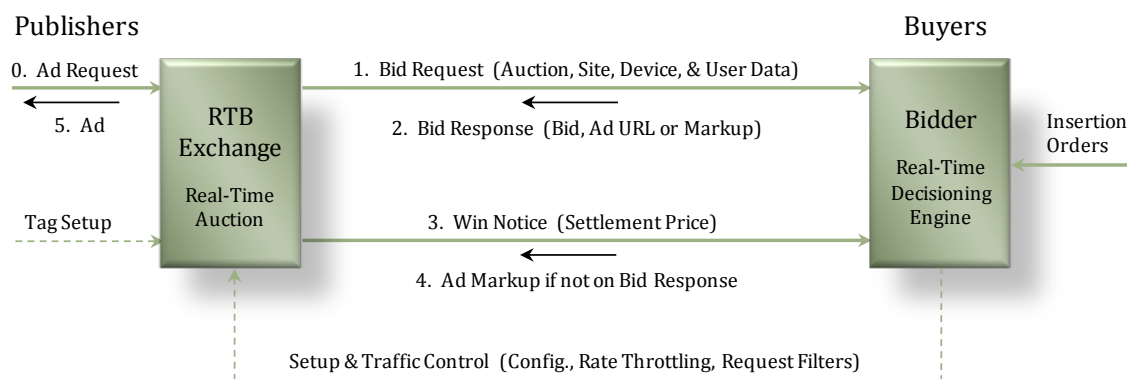 Publishers
Buyers
0. Ad Request
5. Ad
RTB
Exchange
Real-Time
Auction
Tag Setup
1. Bid Request (Auction, Site, Device, & User Data)
2. Bid Response (Bid, Ad URL or Markup)
3. Win Notice (Settlement Price)
4. Ad Markup if not on Bid Response
Bidder
Real-Time
Decisioning
Engine
Insertion
Orders
Setup & Traffic Control (Config., Rate Throttling, Request Filters)